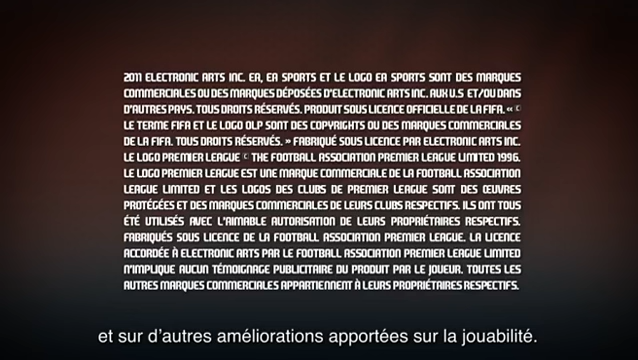 2011 ELECTRONIC ARTS INC. EA, EA SPORTS ET LE LOGO EA SPORTS SONT DES MARQUES
COMMERCIALES OU DES MARQUES DÉPOSÉES D'ELECTRONIC ARTS INC. AUX U.S ET/OU DANS
D'AUTRES PAYS. TOUS DROITS RÉSERVÉS. PRODUIT SOUS LICENCE OFFICIELLE DE LA FIFA. « ©
LE TERME FIFA ET LE LOGO OLP SONT DES COPYRIGHTS OU DES MARQUES COMMERCIALES
DE LA FIFA. TOUS DROITS RÉSERVÉS. » FABRIQUÉ SOUS LICENCE PAR ELECTRONIC ARTS INC.
LE LOGO PREMIER LEAGUE © THE FOOTBALL ASSOCIATION PREMIER LEAGUE LIMITED 1996.
LE LOGO PREMIER LEAGUE EST UNE MARQUE COMMERCIALE DE LA FOOTBALL ASSOCIATION
LEAGUE LIMITED ET LES LOGOS DES CLUBS DE PREMIER LEAGUE SONT DES ŒUVRES
PROTÉGÉES ET DES MARQUES COMMERCIALES DE LEURS CLUBS RESPECTIFS. ILS ONT TOUS
ÉTÉ UTILISÉS AVEC L'AIMABLE AUTORISATION DE LEURS PROPRIÉTAIRES RESPECTIFS.
FABRIQUÉS SOUS LICENCE DE LA FOOTBALL ASSOCIATION PREMIER LEAGUE. LA LICENCE
ACCORDÉE À ELECTRONIC ARTS PAR LE FOOTBALL ASSOCIATION PREMIER LEAGUE LIMITED
N'IMPLIQUE AUCUN TÉMOIGNAGE PUBLICITAIRE DU PRODUIT PAR LE JOUEUR. TOUTES LES
AUTRES MARQUES COMMERCIALES APPARTIENNENT À LEURS PROPRIÉTAIRES RESPECTIFS.
et sur d'autres améliorations apportées sur la jouabilité.